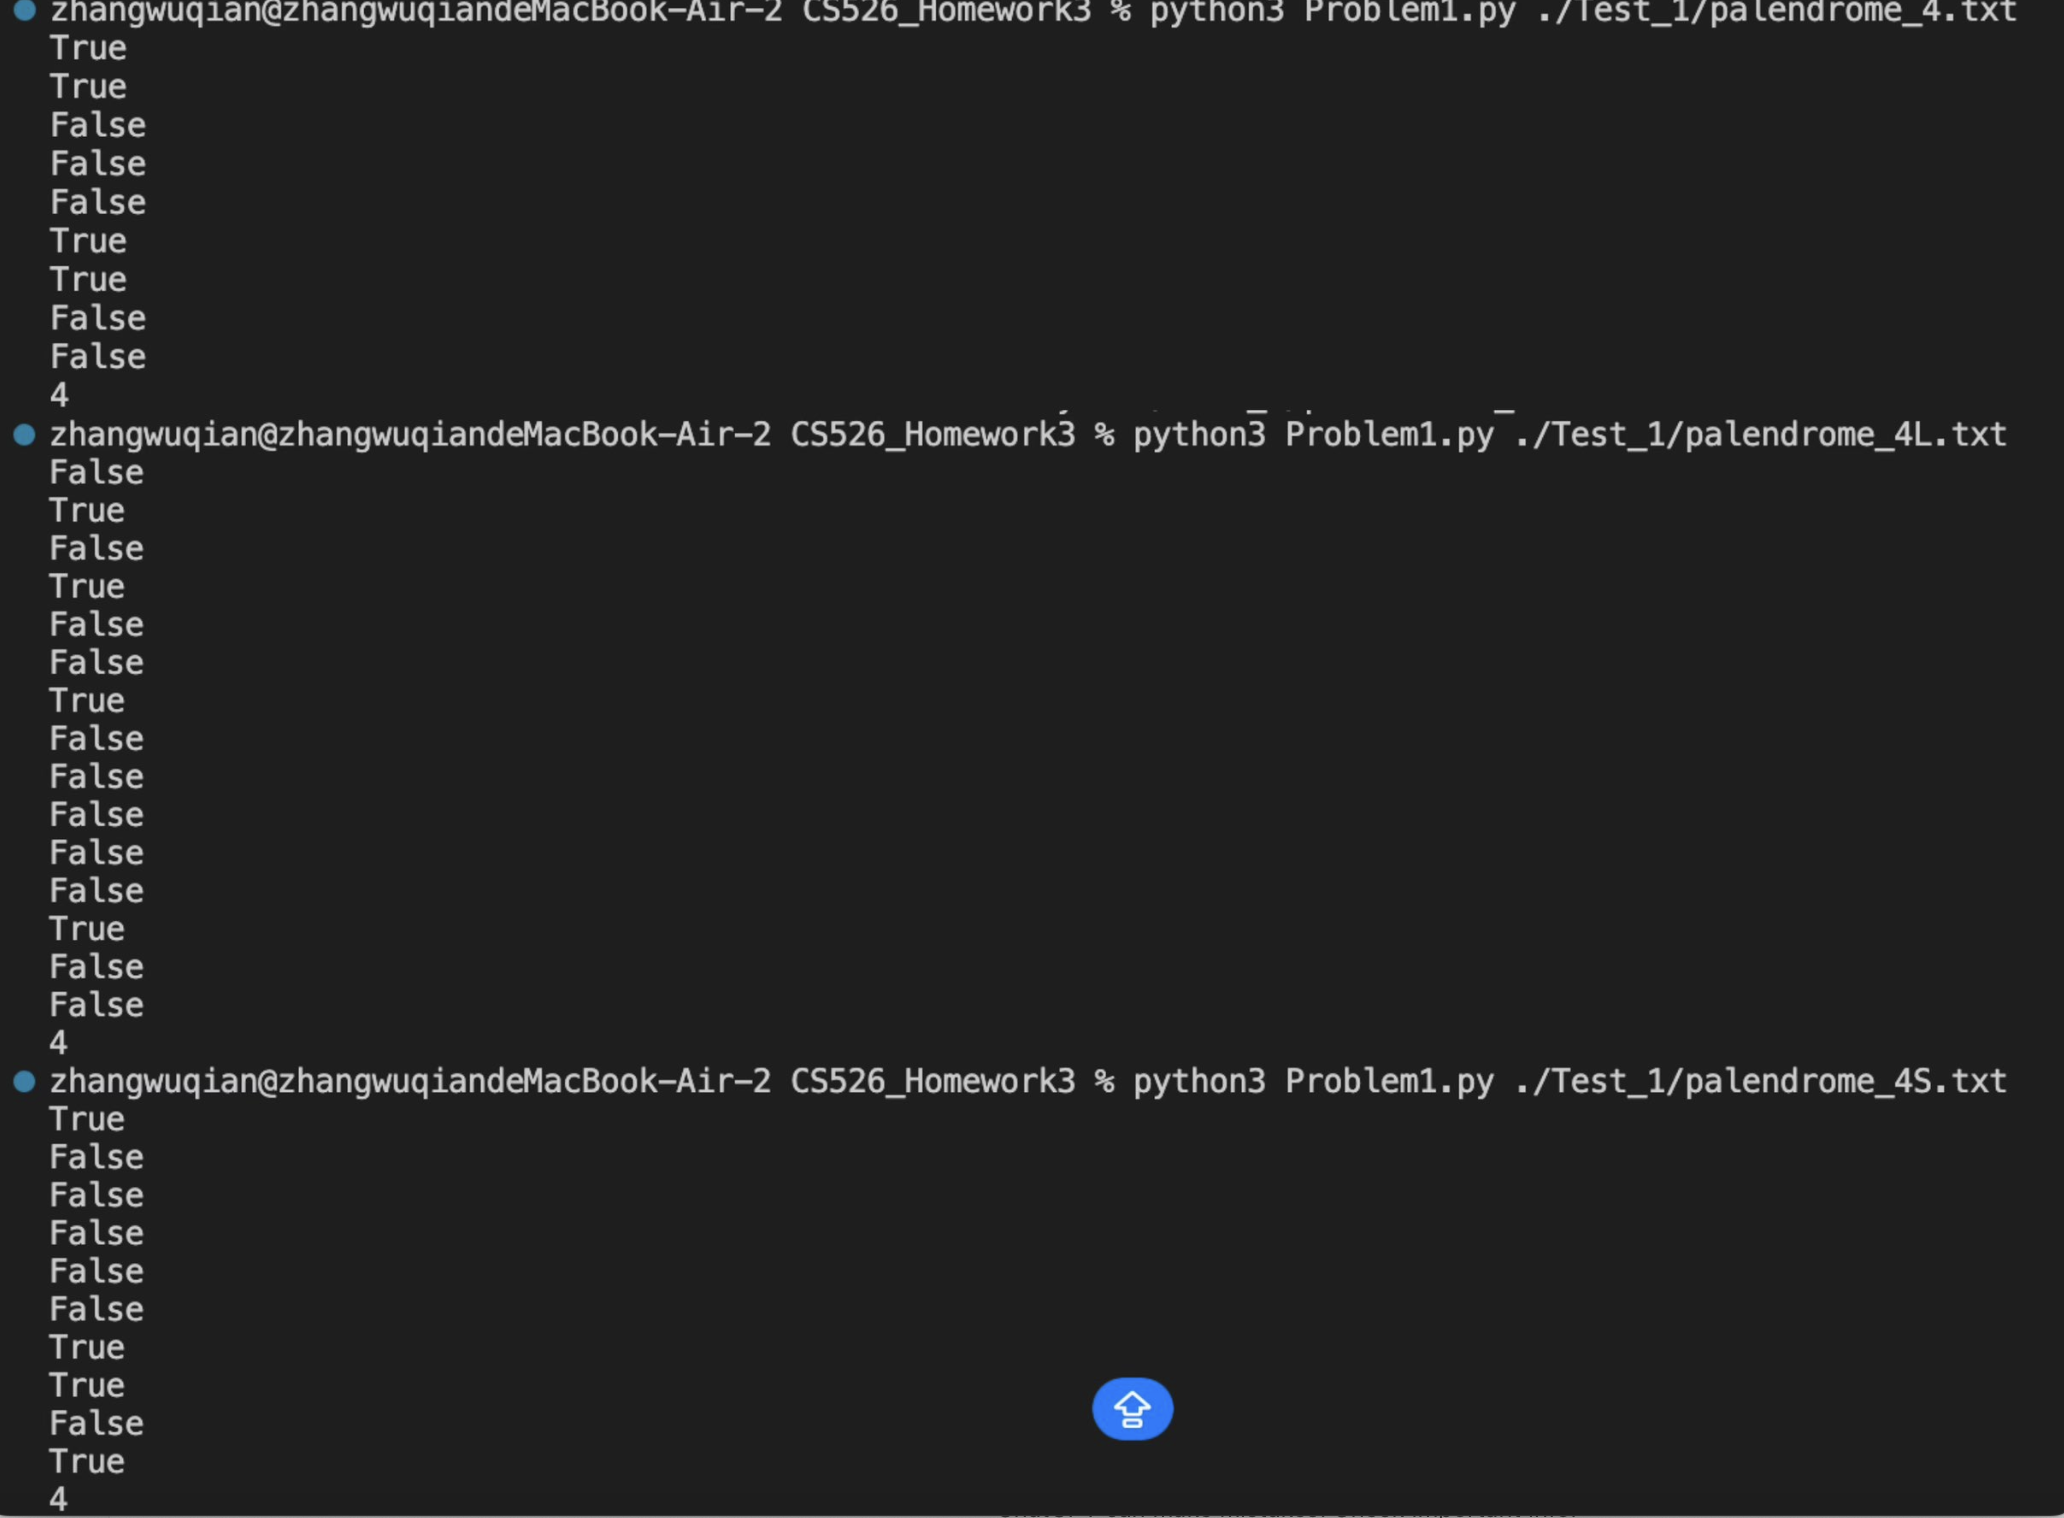 zhangwuqian@zhangwuqiandeMacBook-Air-2 CS526_Homework3 % python3 Problem1.py ./Test_1/palendrome_4.txt
True
True
False
False
False
True
True
False
False
4
zhangwuqian@zhangwuqiandeMacBook-Air-2 CS526_Homework3 % python3 Problem1.py ./Test_1/palendrome_4L.txt
False
True
False
True
False
False
True
False
False
False
False
False
True
False
False
4
zhangwuqian@zhangwuqiandeMacBook-Air-2 CS526_Homework3 % python3 Problem1.py ./Test_1/palendrome_4S.txt
True
False
False
False
False
False
True
True
False
True
4